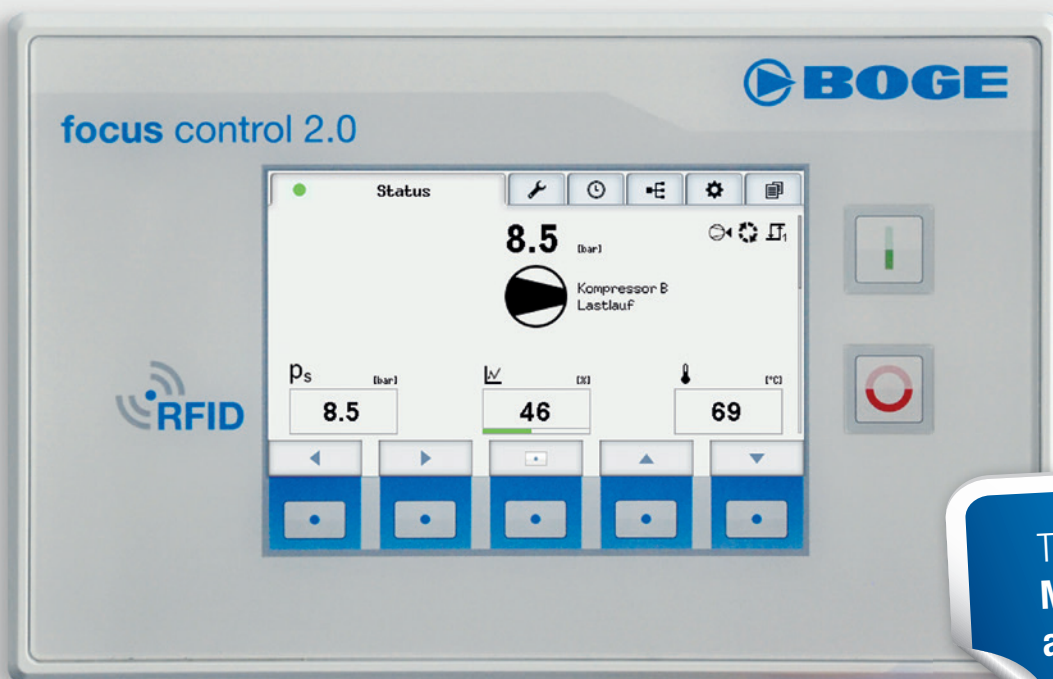 BOGE
focus control 2.0
Status
8.5 [bar]
Kompressor B
Lastlauf
ps [bar]
[%]
[°C]
8.5
46
69
RFID